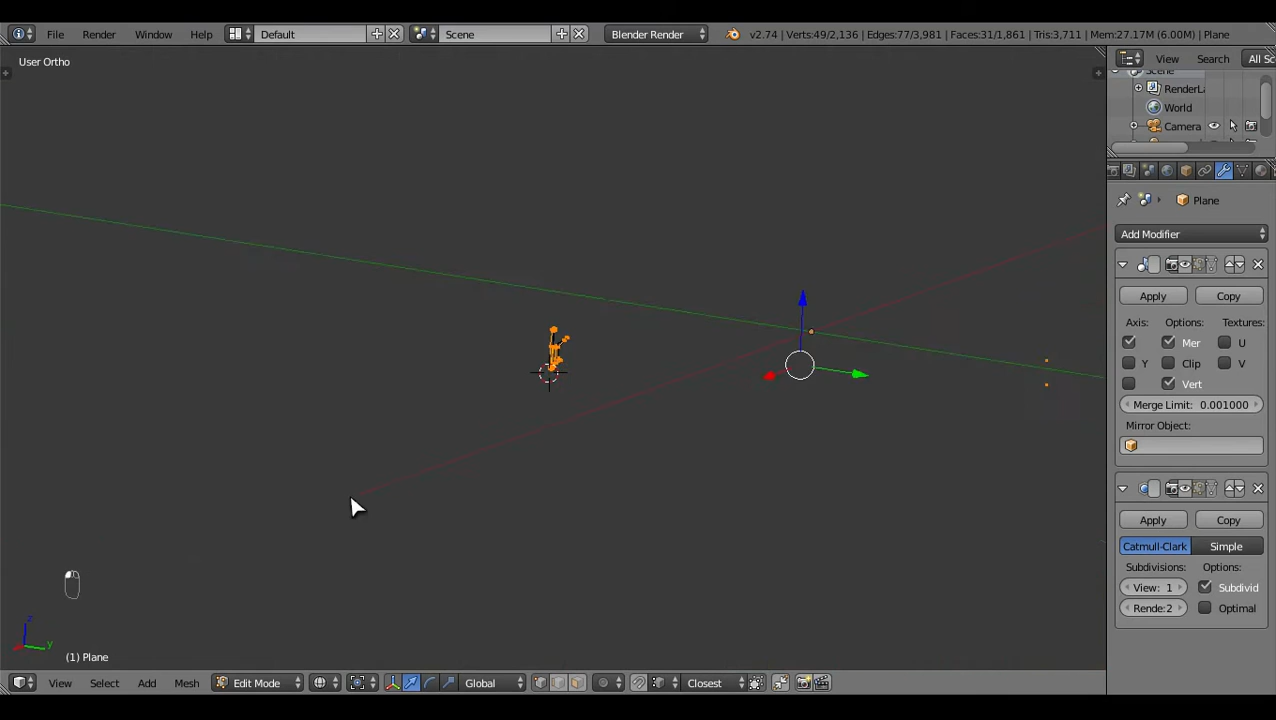 File Render Window Help Default Scene Blender Render v2.74 | Verts:49/2,136 | Edges:77/3,981 | Faces:31/1,861 | Tris:3,711 | Mem:27.17M (6.00M) | Plane
User Ortho
View Search All Sc
Scene
RenderLa
World
Camera
Plane
Add Modifier
Apply Copy
Axis: Options: Textures:
Mer U
Y Clip V
Vert
Merge Limit: 0.001000
Mirror Object:
Apply Copy
Catmull-Clark Simple
Subdivisions: Options:
View: 1 Subdivid
Rende:2 Optimal
z
y
(1) Plane
View Select Add Mesh Edit Mode Global Closest